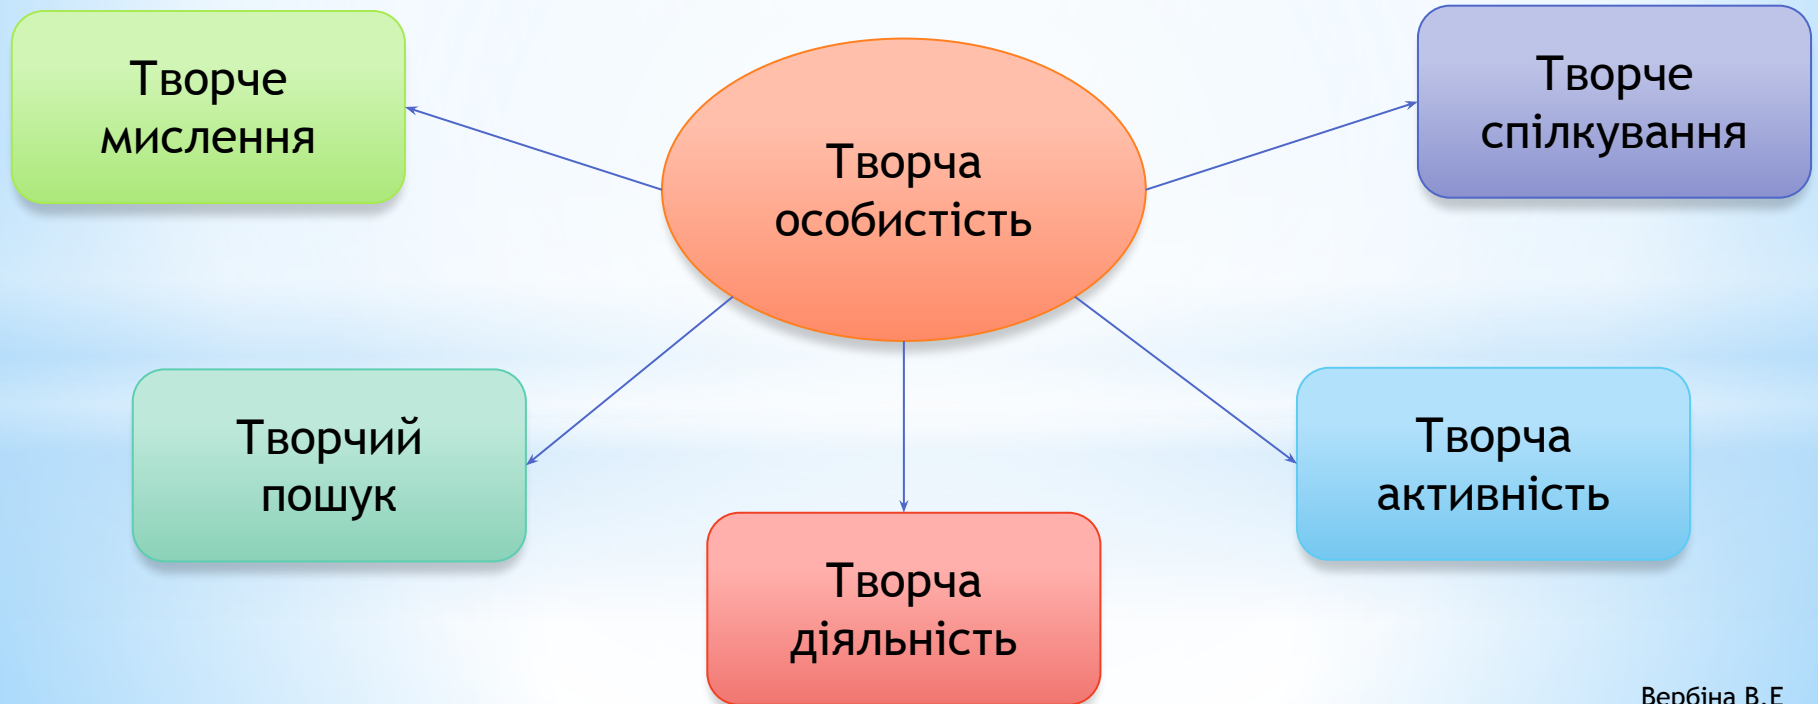 Творче
мислення
Творча
особистість
Творче
спілкування
Творчий
пошук
Творча
діяльність
Творча
активність
Вербіна В.Е